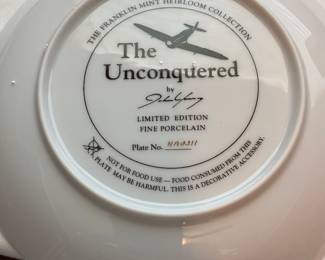 THE FRANKLIN MINT HEIRLOOM COLLECTION
The
Unconquered
by
LIMITED EDITION
FINE PORCELAIN
Plate No.
NOT FOR FOOD USE — FOOD CONSUMED FROM THIS
PLATE MAY BE HARMFUL. THIS IS A DECORATIVE ACCESSORY.